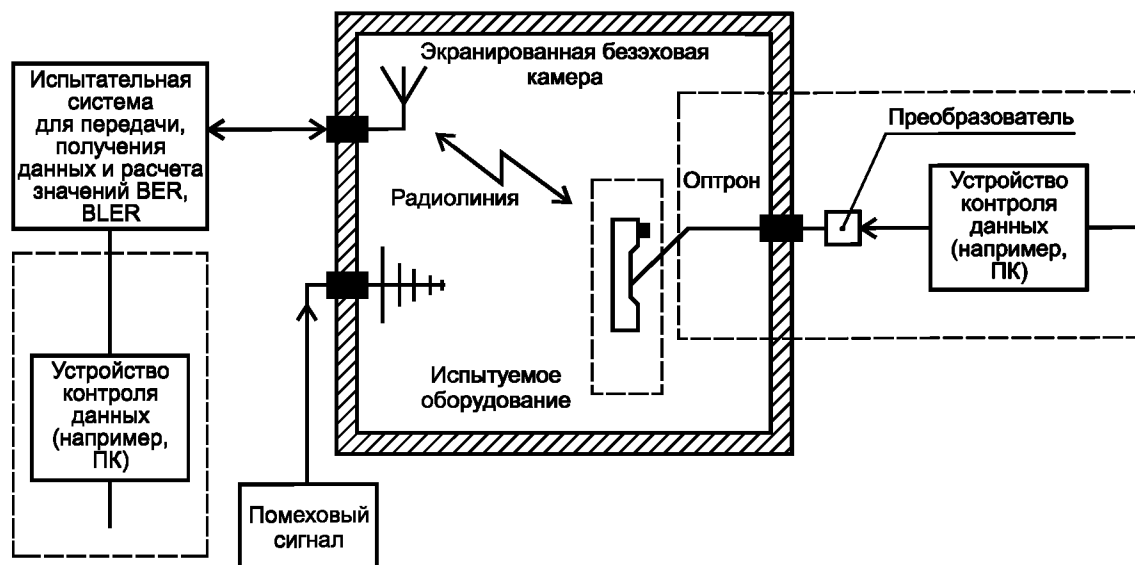 Испытательная
система
для передачи,
получения
данных и расчета
значений BER,
BLER
Устройство
контроля
данных
(например,
ПК)
Помеховый
сигнал
Экранированная безэховая
камера
Радиолиния
Испытуемое
оборудование
Оптрон
Преобразователь
Устройство
контроля
данных
(например,
ПК)